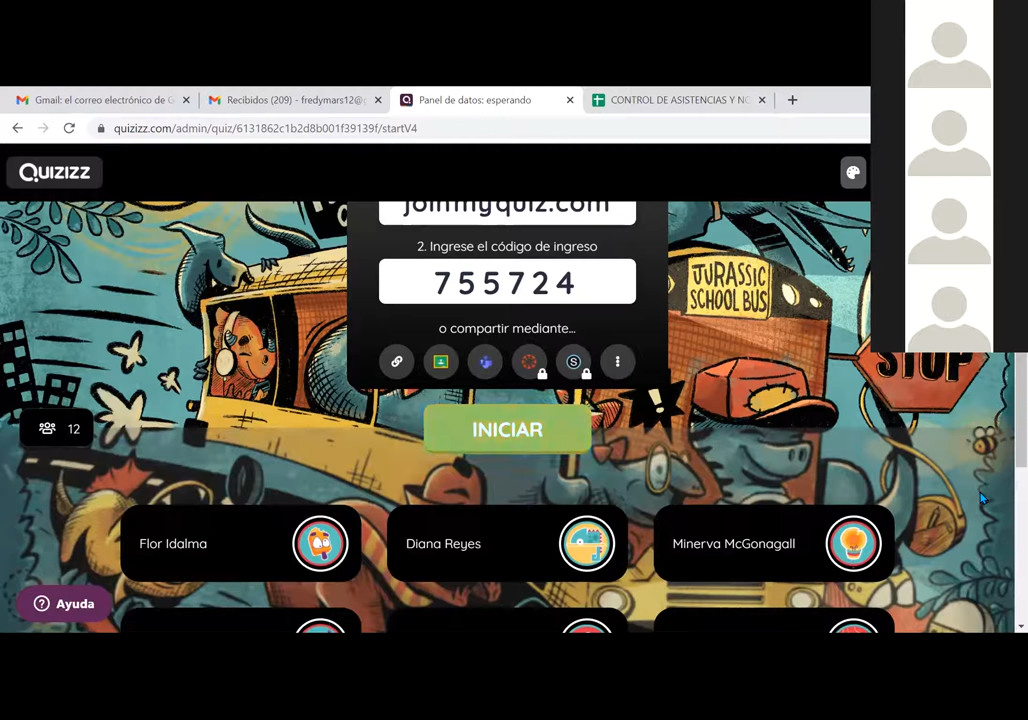 Gmail: el correo electrónico de G
Recibidos (209) - fredymars12@g
Panel de datos: esperando
CONTROL DE ASISTENCIAS Y NO
quizizz.com/admin/quiz/6131862c1b2d8b001f39139f/startV4
Quizizz
joinmyquiz.com
2. Ingrese el código de ingreso
755724
o compartir mediante...
JURASSIC
SCHOOL BUS
STOP
INICIAR
12
Flor Idalma
Diana Reyes
Minerva McGonagall
Ayuda